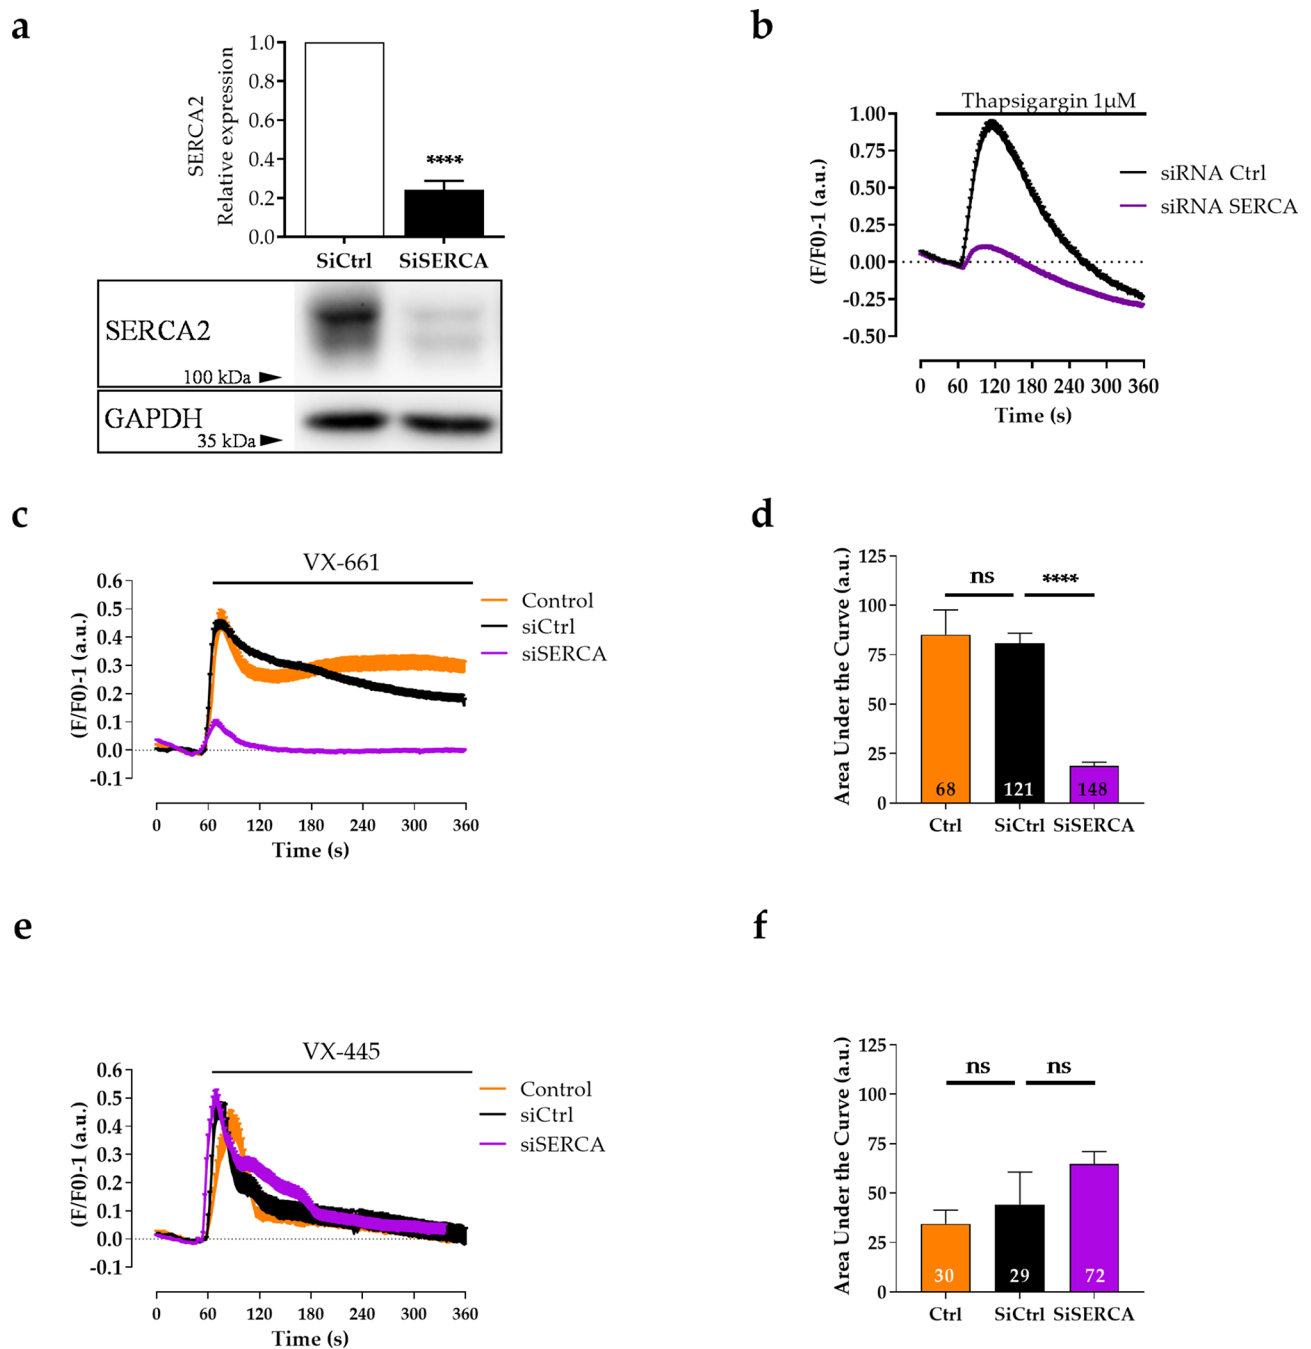 a
SERCA2
Relative expression
1.0
0.8
0.6
0.4
0.2
0.0
****
SiCtrl SiSERCA
SERCA2
100 kDa
GAPDH
35 kDa
b
Thapsigargin 1µM
(F/F0)-1 (a.u.)
1.00
0.75
0.50
0.25
0.00
-0.25
-0.50
siRNA Ctrl
siRNA SERCA
0 60 120 180 240 300 360
Time (s)
c
VX-661
(F/F0)-1 (a.u.)
0.6
0.5
0.4
0.3
0.2
0.1
0.0
-0.1
Control
siCtrl
siSERCA
0 60 120 180 240 300 360
Time (s)
d
Area Under the Curve (a.u.)
125
100
75
50
25
0
ns ****
68 121 148
Ctrl SiCtrl SiSERCA
e
VX-445
(F/F0)-1 (a.u.)
0.6
0.5
0.4
0.3
0.2
0.1
0.0
-0.1
Control
siCtrl
siSERCA
0 60 120 180 240 300 360
Time (s)
f
Area Under the Curve (a.u.)
125
100
75
50
25
0
ns ns
30 29 72
Ctrl SiCtrl SiSERCA